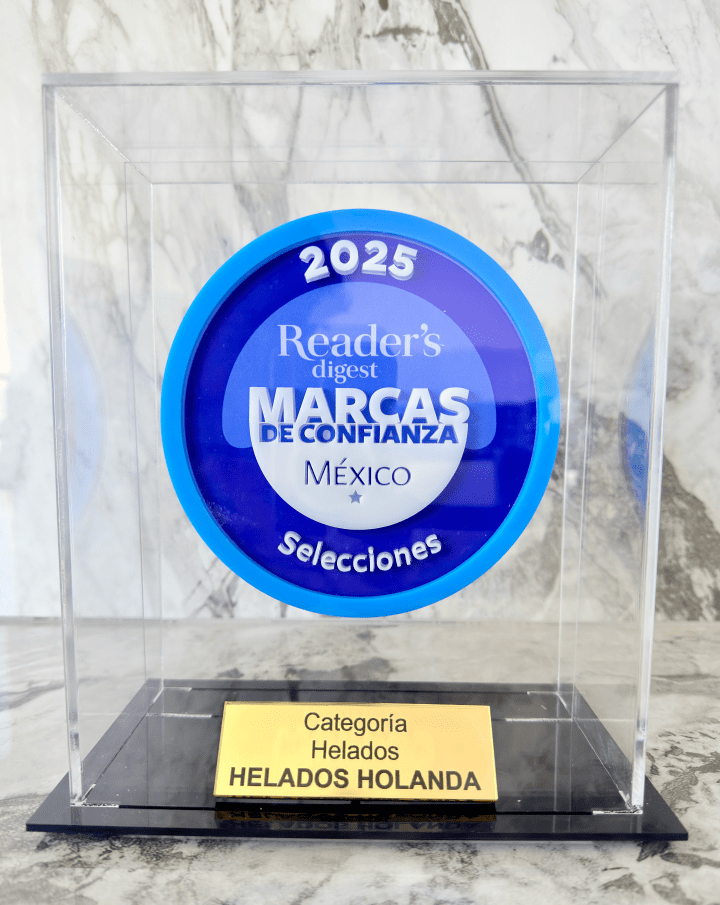 2025
Reader's
digest
MARCAS
DE CONFIANZA
MÉXICO
Selecciones
Categoría
Helados
HELADOS HOLANDA